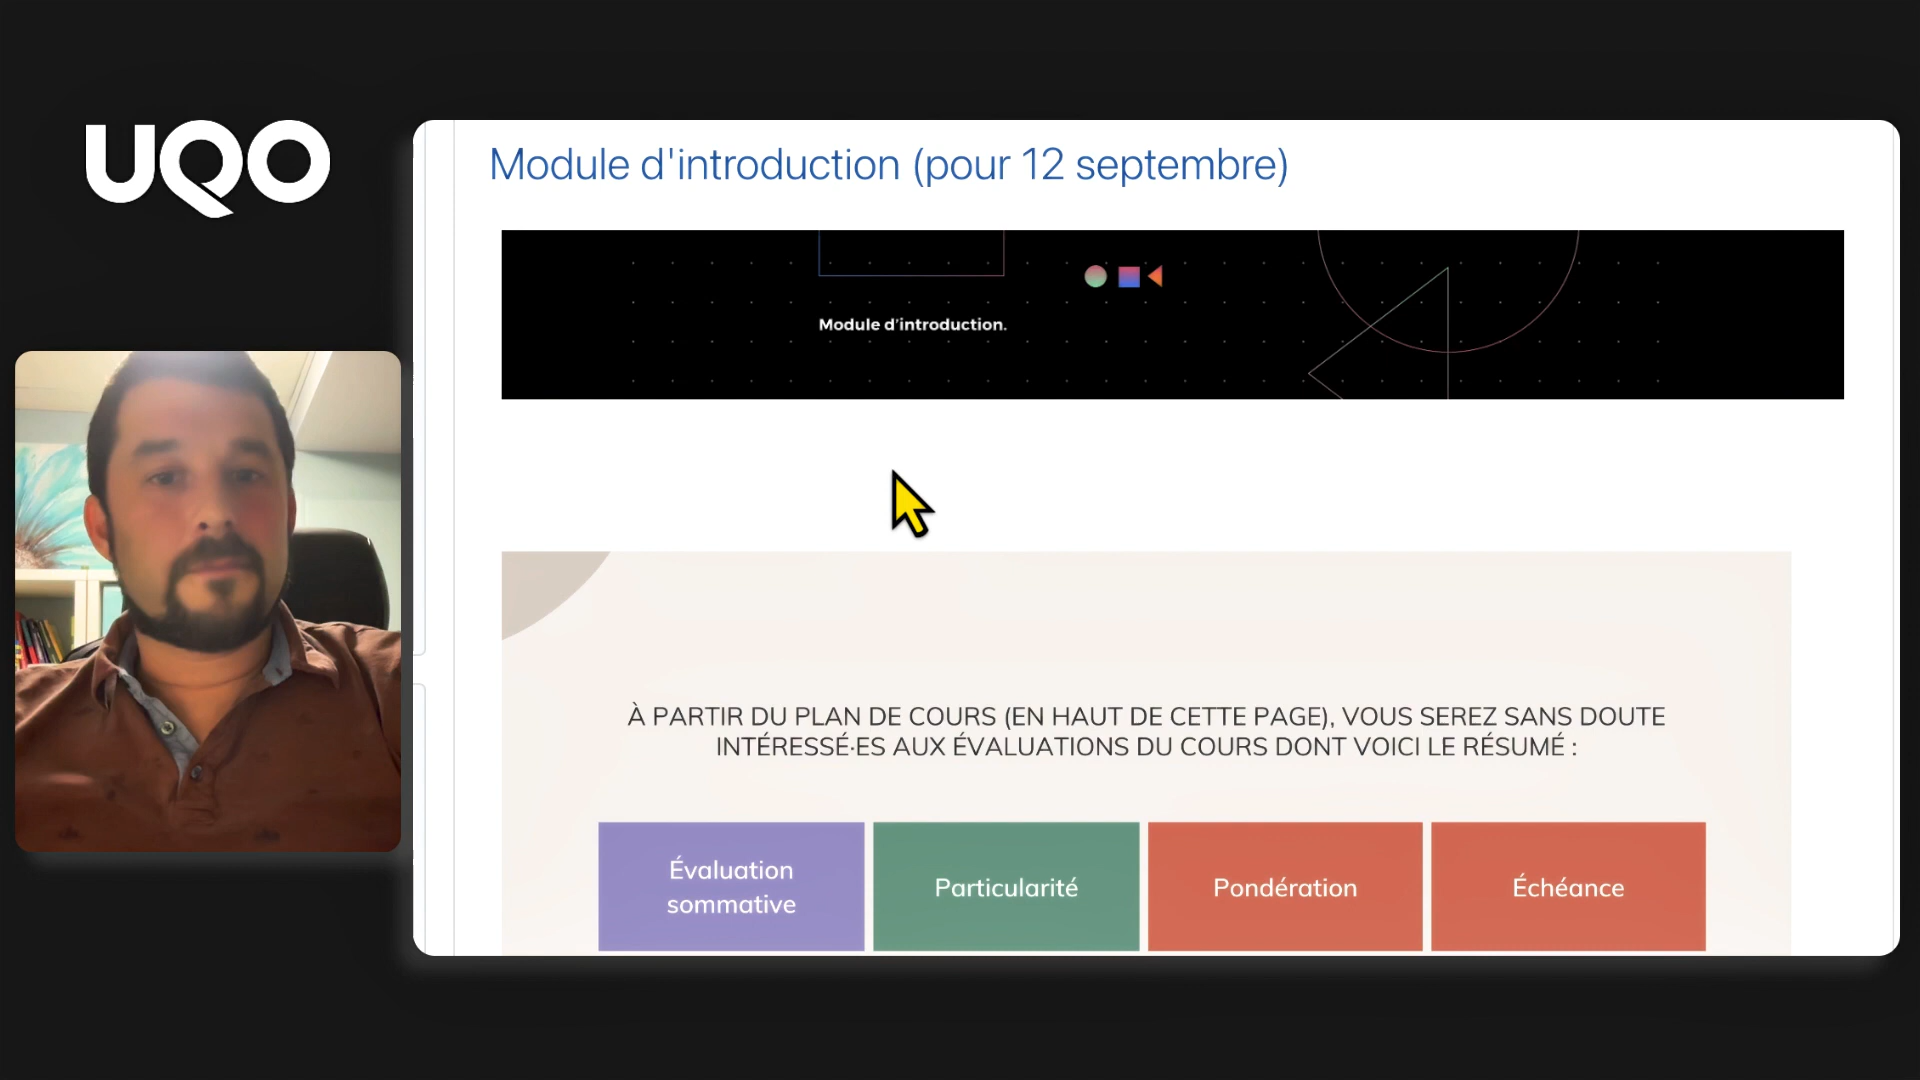 UQO
Module d'introduction (pour 12 septembre)
Module d'introduction.
À PARTIR DU PLAN DE COURS (EN HAUT DE CETTE PAGE), VOUS SEREZ SANS DOUTE
INTÉRESSÉ·ES AUX ÉVALUATIONS DU COURS DONT VOICI LE RÉSUMÉ :
Évaluation
sommative
Particularité
Pondération
Échéance